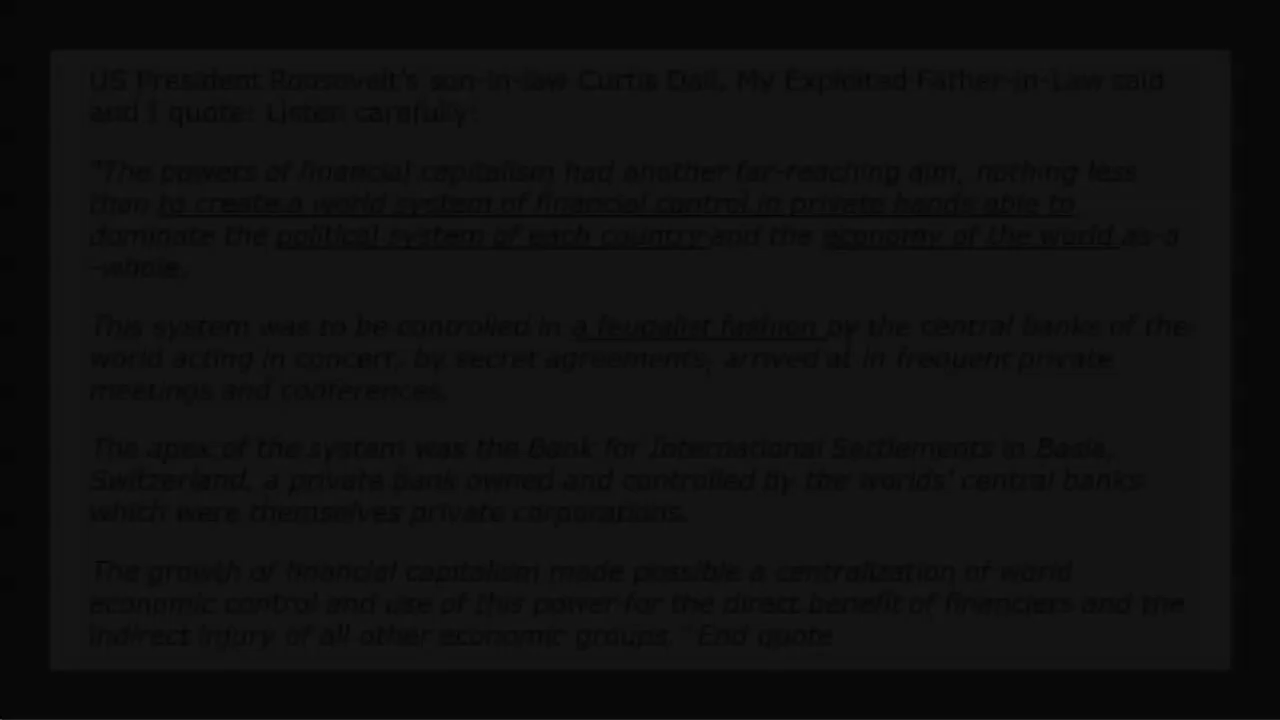 US President Roosevelt's son-in-law Curtis Dall, My Exploited Father-in-Law said
and I quote: Listen carefully:
"The powers of financial capitalism had another far-reaching aim, nothing less
than to create a world system of financial control in private hands able to
dominate the political system of each country and the economy of the world as-a
-whole.
This system was to be controlled in a feudalist fashion by the central banks of the
world acting in concert, by secret agreements, arrived at in frequent private
meetings and conferences.
The apex of the system was the Bank for International Settlements in Basle,
Switzerland, a private bank owned and controlled by the worlds' central banks
which were themselves private corporations.
The growth of financial capitalism made possible a centralization of world
economic control and use of this power for the direct benefit of financiers and the
indirect injury of all other economic groups. "End quote